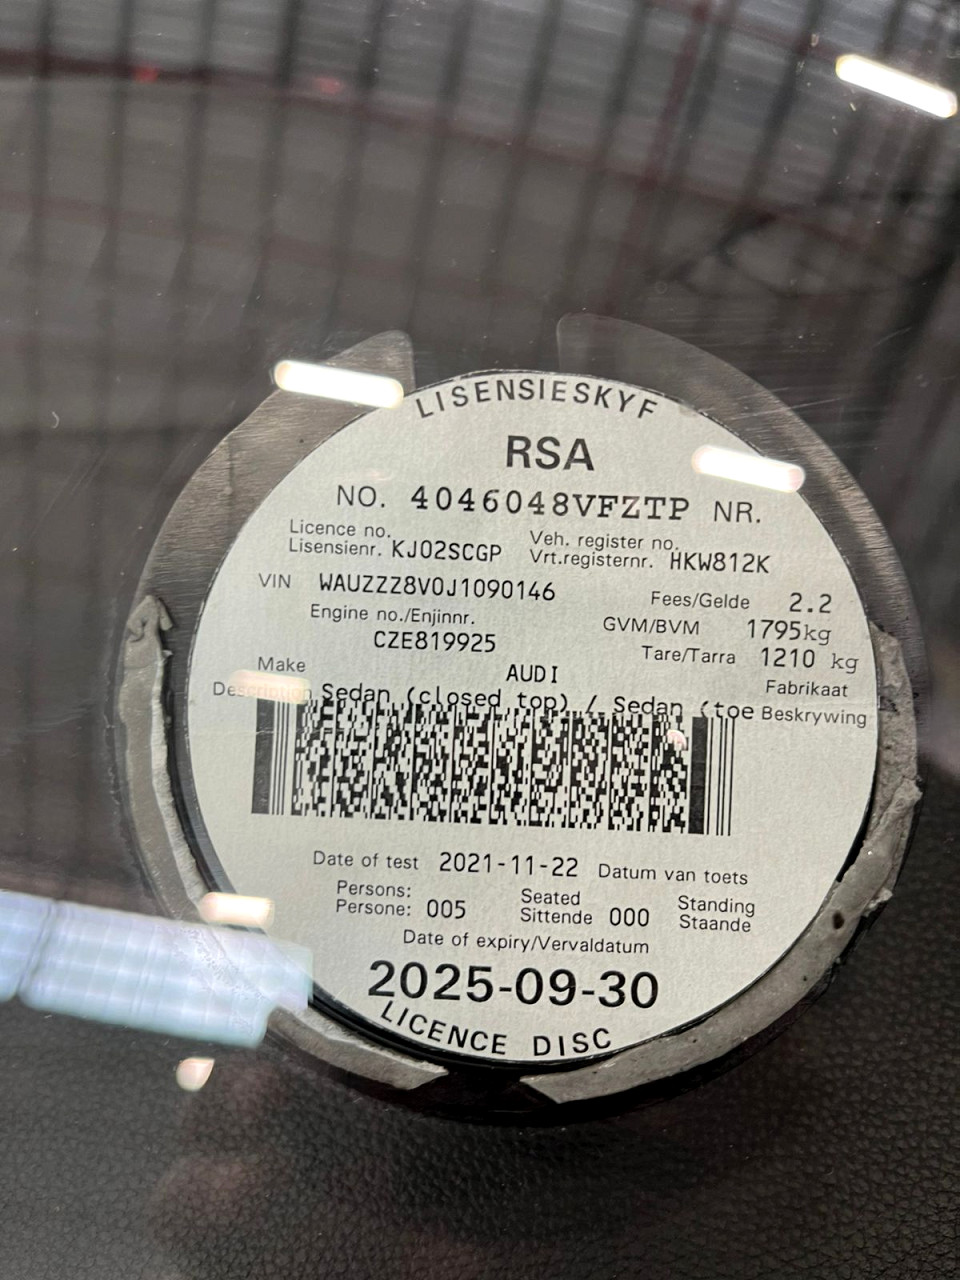 LISENSIESKYF
RSA
NO. 4046048VFZTP NR.
Licence no.
Lisensienr. KJ02SCGP
Veh. register no.
Vrt.registernr. HKW812K
VIN WAUZZZ8V0J1090146
Fees/Gelde 2.2
Engine no./Enjinnr.
CZE819925
GVM/BVM 1795kg
Tare/Tarra 1210 kg
Make AUDI Fabrikaat
Description Sedan (closed top) / Sedan (toe Beskrywing
Date of test 2021-11-22 Datum van toets
Persons:
Persone: 005
Seated
Sittende 000
Standing
Staande
Date of expiry/Vervaldatum
2025-09-30
LICENCE DISC